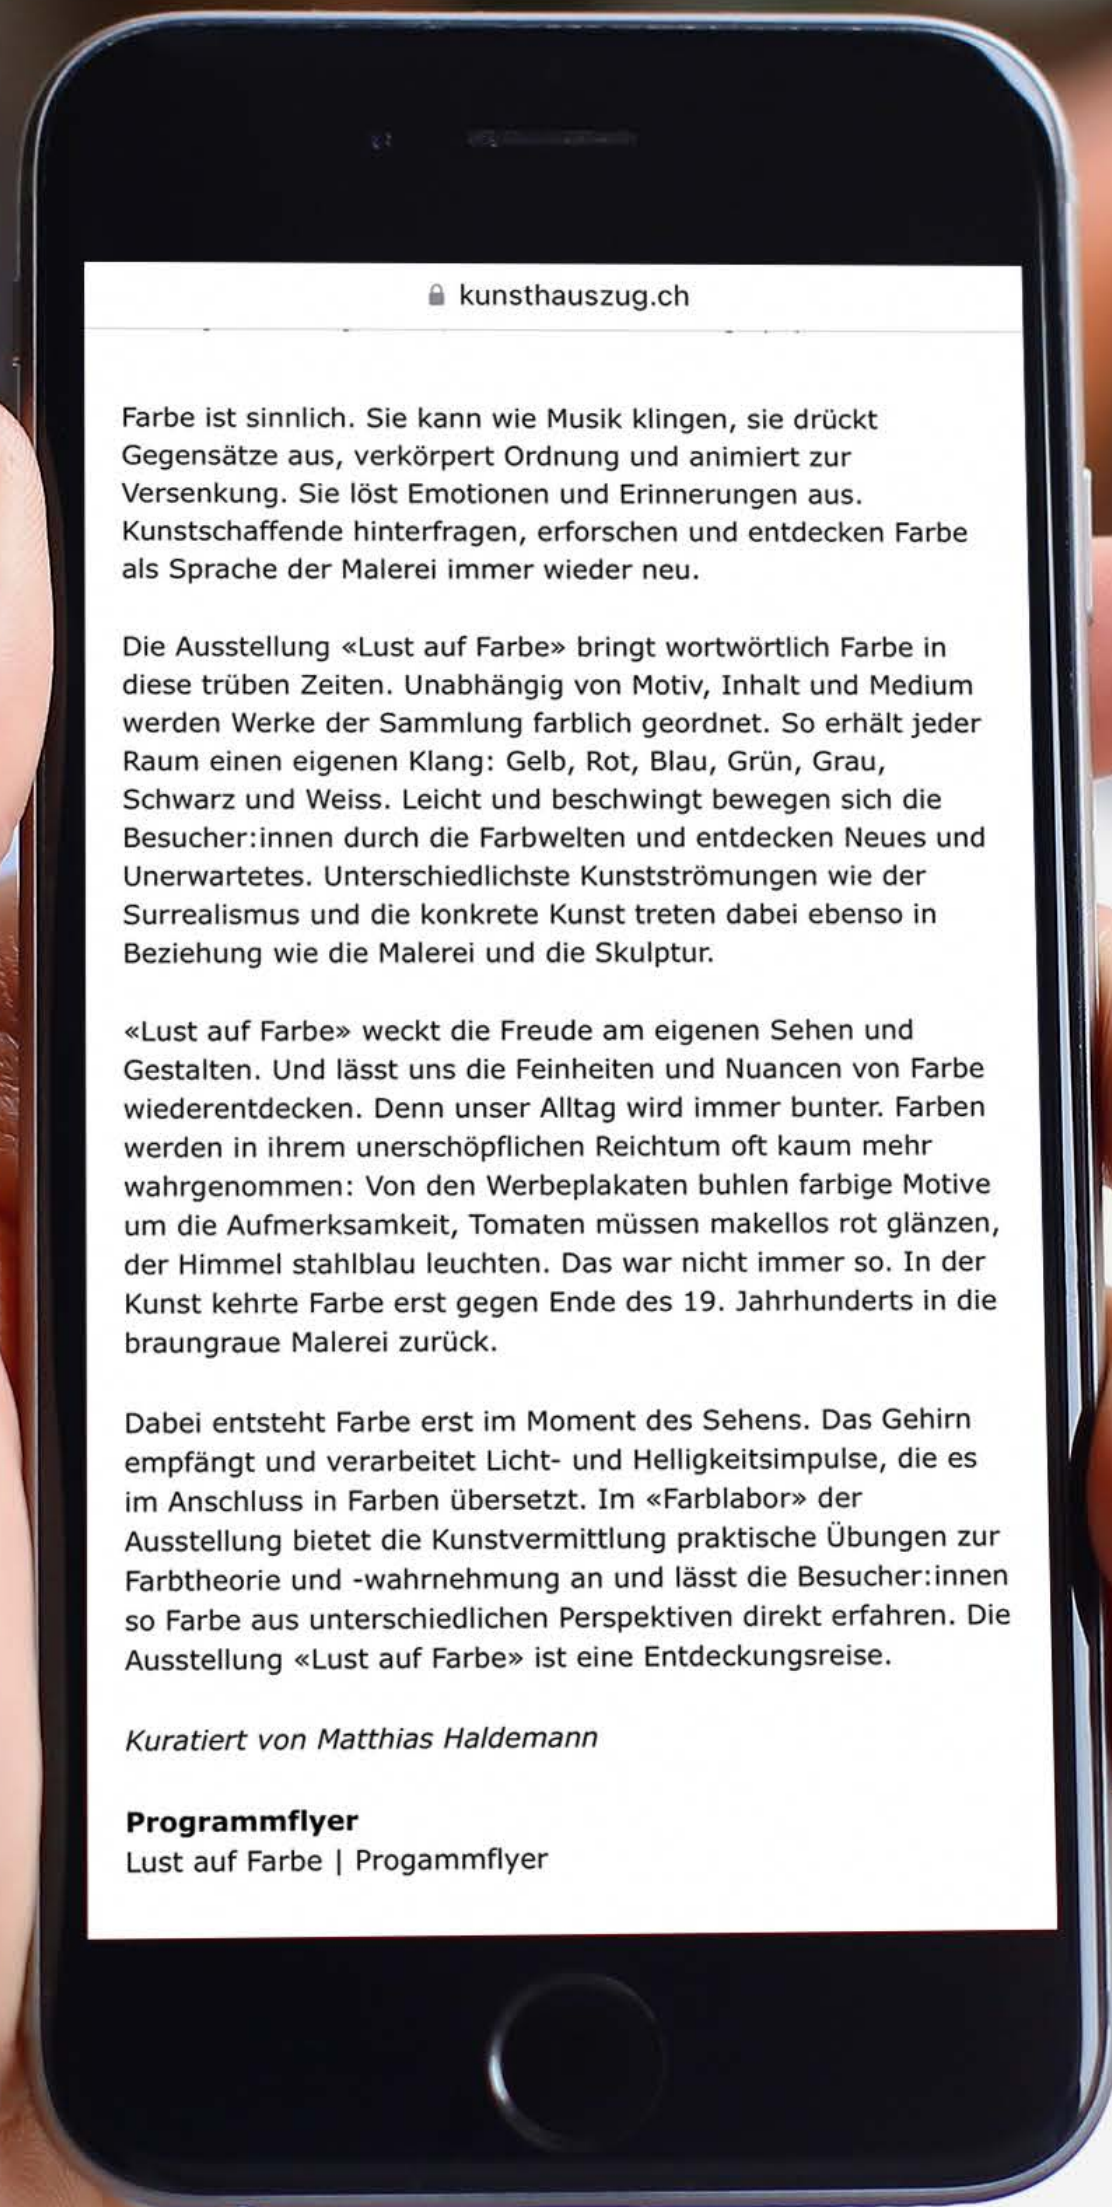 kunsthauszug.ch
Farbe ist sinnlich. Sie kann wie Musik klingen, sie drückt
Gegensätze aus, verkörpert Ordnung und animiert zur
Versenkung. Sie löst Emotionen und Erinnerungen aus.
Kunstschaffende hinterfragen, erforschen und entdecken Farbe
als Sprache der Malerei immer wieder neu.
Die Ausstellung «Lust auf Farbe» bringt wortwörtlich Farbe in
diese trüben Zeiten. Unabhängig von Motiv, Inhalt und Medium
werden Werke der Sammlung farblich geordnet. So erhält jeder
Raum einen eigenen Klang: Gelb, Rot, Blau, Grün, Grau,
Schwarz und Weiss. Leicht und beschwingt bewegen sich die
Besucher:innen durch die Farbwelten und entdecken Neues und
Unerwartetes. Unterschiedlichste Kunstströmungen wie der
Surrealismus und die konkrete Kunst treten dabei ebenso in
Beziehung wie die Malerei und die Skulptur.
«Lust auf Farbe» weckt die Freude am eigenen Sehen und
Gestalten. Und lässt uns die Feinheiten und Nuancen von Farbe
wiederentdecken. Denn unser Alltag wird immer bunter. Farben
werden in ihrem unerschöpflichen Reichtum oft kaum mehr
wahrgenommen: Von den Werbeplakaten buhlen farbige Motive
um die Aufmerksamkeit, Tomaten müssen makellos rot glänzen,
der Himmel stahlblau leuchten. Das war nicht immer so. In der
Kunst kehrte Farbe erst gegen Ende des 19. Jahrhunderts in die
braungraue Malerei zurück.
Dabei entsteht Farbe erst im Moment des Sehens. Das Gehirn
empfängt und verarbeitet Licht- und Helligkeitsimpulse, die es
im Anschluss in Farben übersetzt. Im «Farblabor» der
Ausstellung bietet die Kunstvermittlung praktische Übungen zur
Farbtheorie und -wahrnehmung an und lässt die Besucher:innen
so Farbe aus unterschiedlichen Perspektiven direkt erfahren. Die
Ausstellung «Lust auf Farbe» ist eine Entdeckungsreise.
Kuratiert von Matthias Haldemann
Programmflyer
Lust auf Farbe | Progammflyer